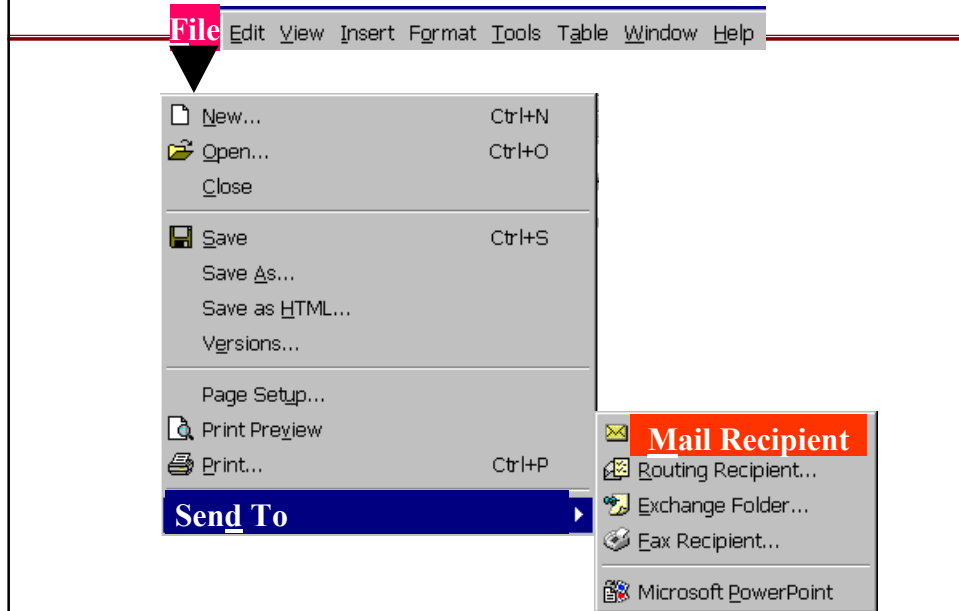 File Edit View Insert Format Tools Table Window Help
New... Ctrl+N
Open... Ctrl+O
Close
Save Ctrl+S
Save As...
Save as HTML...
Versions...
Page Setup...
Print Preview
Print... Ctrl+P
Send To
Mail Recipient
Routing Recipient...
Exchange Folder...
Fax Recipient...
Microsoft PowerPoint